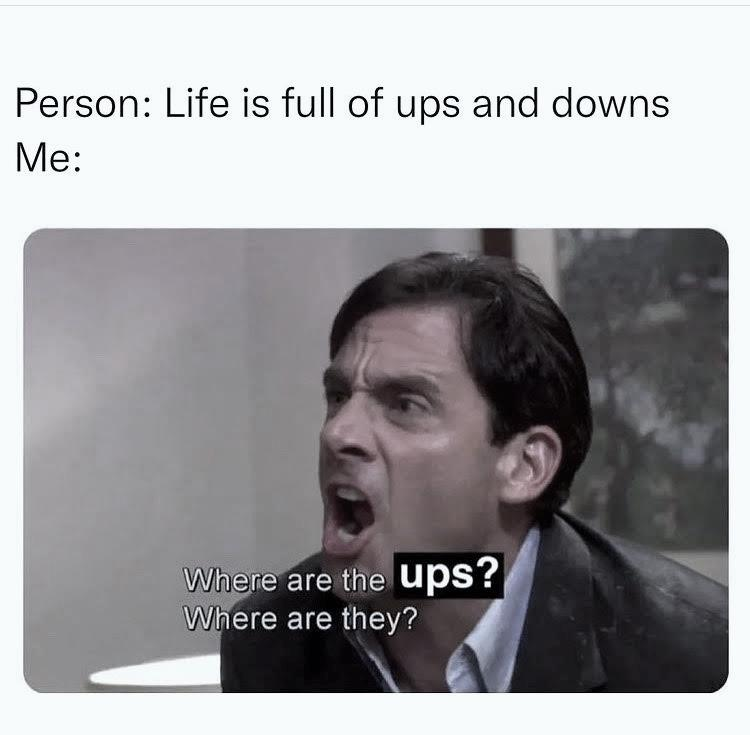 Person: Life is full of ups and downs
Me:
Where are the ups?
Where are they?